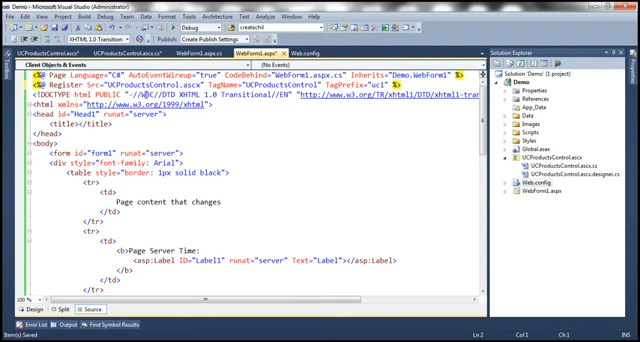 Demo - Microsoft Visual Studio (Administrator)
File Edit View Project Build Debug Team Data Tools Architecture Test Analyze Window Help
Debug createchil
XHTML 1.0 Transition Publish: Create Publish Settings
UCProductsControl.ascx* UCProductsControl.ascx.cs* WebForm1.aspx.cs WebForm1.aspx* Web.config
Client Objects & Events (No Events)
<%@ Page Language="C#" AutoEventWireup="true" CodeBehind="WebForm1.aspx.cs" Inherits="Demo.WebForm1" %>
<%@ Register Src="UCProductsControl.ascx" TagName="UCProductsControl" TagPrefix="uc1" %>
<!DOCTYPE html PUBLIC "-//W3C//DTD XHTML 1.0 Transitional//EN" "http://www.w3.org/TR/xhtml1/DTD/xhtml1-tran
<html xmlns="http://www.w3.org/1999/xhtml">
<head id="Head1" runat="server">
<title></title>
</head>
<body>
<form id="form1" runat="server">
<div style="font-family: Arial">
<table style="border: 1px solid black">
<tr>
<td>
Page content that changes
</td>
</tr>
<tr>
<td>
<b>Page Server Time:
<asp:Label ID="Label1" runat="server" Text="Label"></asp:Label>
</b>
</td>
</tr>
100 %
Design Split Source
Error List Output Find Symbol Results
Item(s) Saved Ln 2 Col 1 Ch 1
Solution Explorer
Solution 'Demo' (1 project)
Demo
Properties
References
App_Data
Images
Scripts
Styles
Global.asax
UCProductsControl.ascx
UCProductsControl.ascx.cs
UCProductsControl.ascx.designer.cs
Web.config
WebForm1.aspx
Toolbox